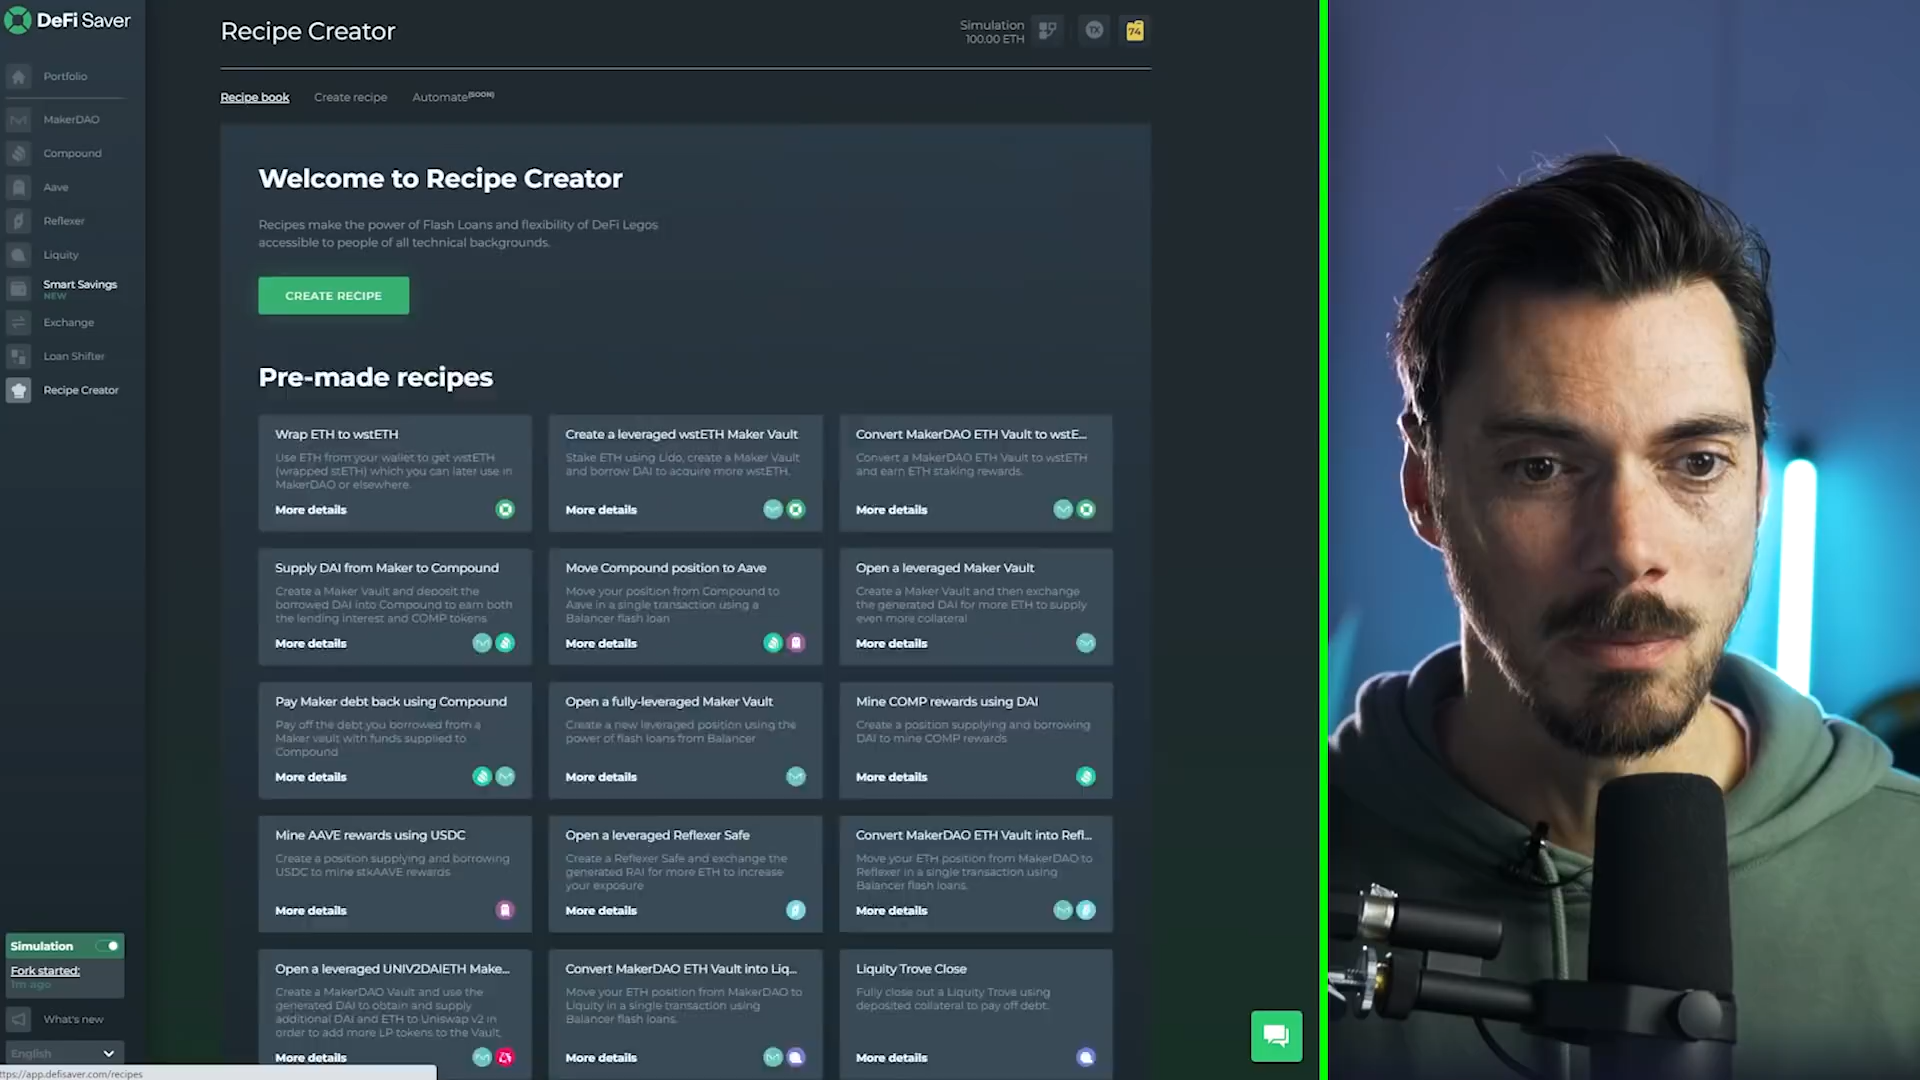 DeFi Saver
Recipe Creator
Simulation
100.00 ETH
TX
74
Portfolio
MakerDAO
Compound
Aave
Reflexer
Liquity
Smart Savings
NEW
Exchange
Loan Shifter
Recipe Creator
Recipe book
Create recipe
Automate(SOON)
Welcome to Recipe Creator
Recipes make the power of Flash Loans and flexibility of DeFi Legos
accessible to people of all technical backgrounds.
CREATE RECIPE
Pre-made recipes
Wrap ETH to wstETH
Use ETH from your wallet to get wstETH
(wrapped stETH) which you can later use in
MakerDAO or elsewhere.
More details
Create a leveraged wstETH Maker Vault
Stake ETH using Lido, create a Maker Vault
and borrow DAI to acquire more wstETH.
More details
Convert MakerDAO ETH Vault to wstE...
Convert a MakerDAO ETH Vault to wstETH
and earn ETH staking rewards.
More details
Supply DAI from Maker to Compound
Create a Maker Vault and deposit the
borrowed DAI into Compound to earn both
the lending interest and COMP tokens
More details
Move Compound position to Aave
Move your position from Compound to
Aave in a single transaction using a
Balancer flash loan
More details
Open a leveraged Maker Vault
Create a Maker Vault and then exchange
the generated DAI for more ETH to supply
even more collateral
More details
Pay Maker debt back using Compound
Pay off the debt you borrowed from a
Maker vault with funds supplied to
Compound
More details
Open a fully-leveraged Maker Vault
Create a new leveraged position using the
power of flash loans from Balancer
More details
Mine COMP rewards using DAI
Create a position supplying and borrowing
DAI to mine COMP rewards
More details
Mine AAVE rewards using USDC
Create a position supplying and borrowing
USDC to mine stkAAVE rewards
More details
Open a leveraged Reflexer Safe
Create a Reflexer Safe and exchange the
generated RAI for more ETH to increase
your exposure
More details
Convert MakerDAO ETH Vault into Refl...
Move your ETH position from MakerDAO to
Reflexer in a single transaction using
Balancer flash loans.
More details
Open a leveraged UNIV2DAIETH Make...
Create a MakerDAO Vault and use the
generated DAI to obtain and supply
additional DAI and ETH to Uniswap v2 in
order to add more LP tokens to the Vault.
More details
Convert MakerDAO ETH Vault into Liq...
Move your ETH position from MakerDAO to
Liquity in a single transaction using
Balancer flash loans.
More details
Liquity Trove Close
Fully close out a Liquity Trove using
deposited collateral to pay off debt.
More details
Simulation
Fork started:
1m ago
What's new
English
ttps://app.defisaver.com/recipes